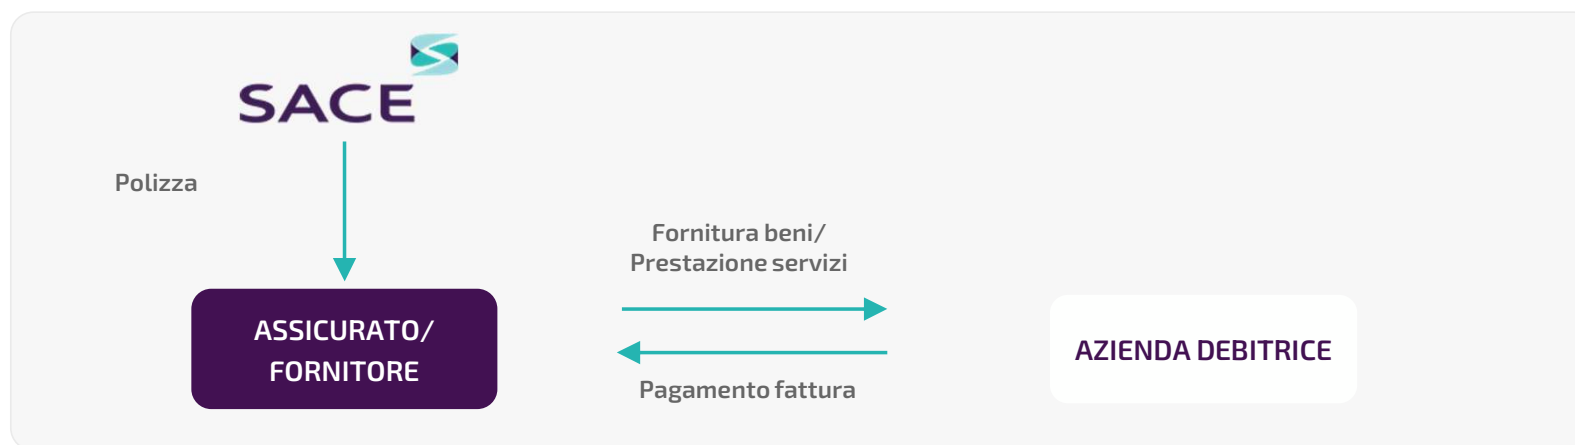 SACE
Polizza
Fornitura beni/
Prestazione servizi
ASSICURATO/
FORNITORE
AZIENDA DEBITRICE
Pagamento fattura